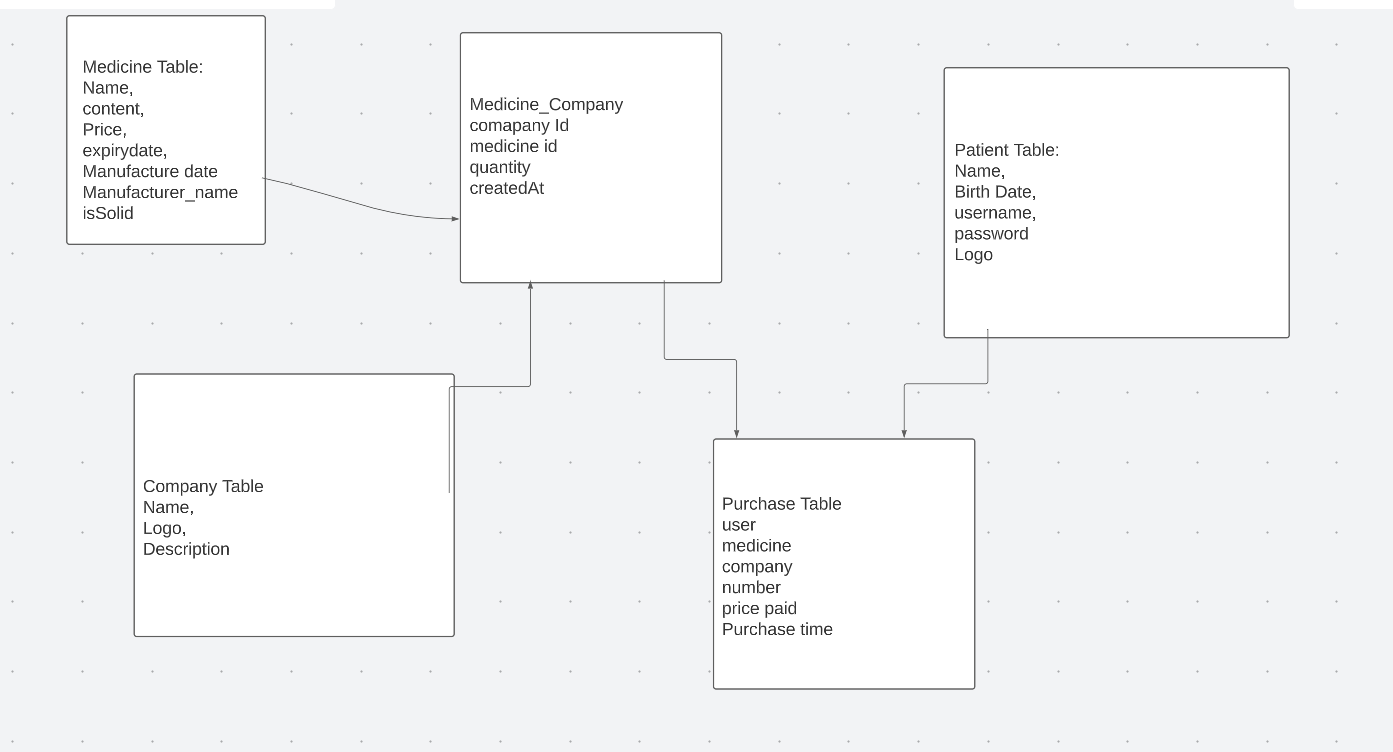 Medicine Table:
Name,
content,
Price,
expirydate,
Manufacture date
Manufacturer_name
isSolid
Medicine_Company
comapany Id
medicine id
quantity
createdAt
Patient Table:
Name,
Birth Date,
username,
password
Logo
Company Table
Name,
Logo,
Description
Purchase Table
user
medicine
company
number
price paid
Purchase time